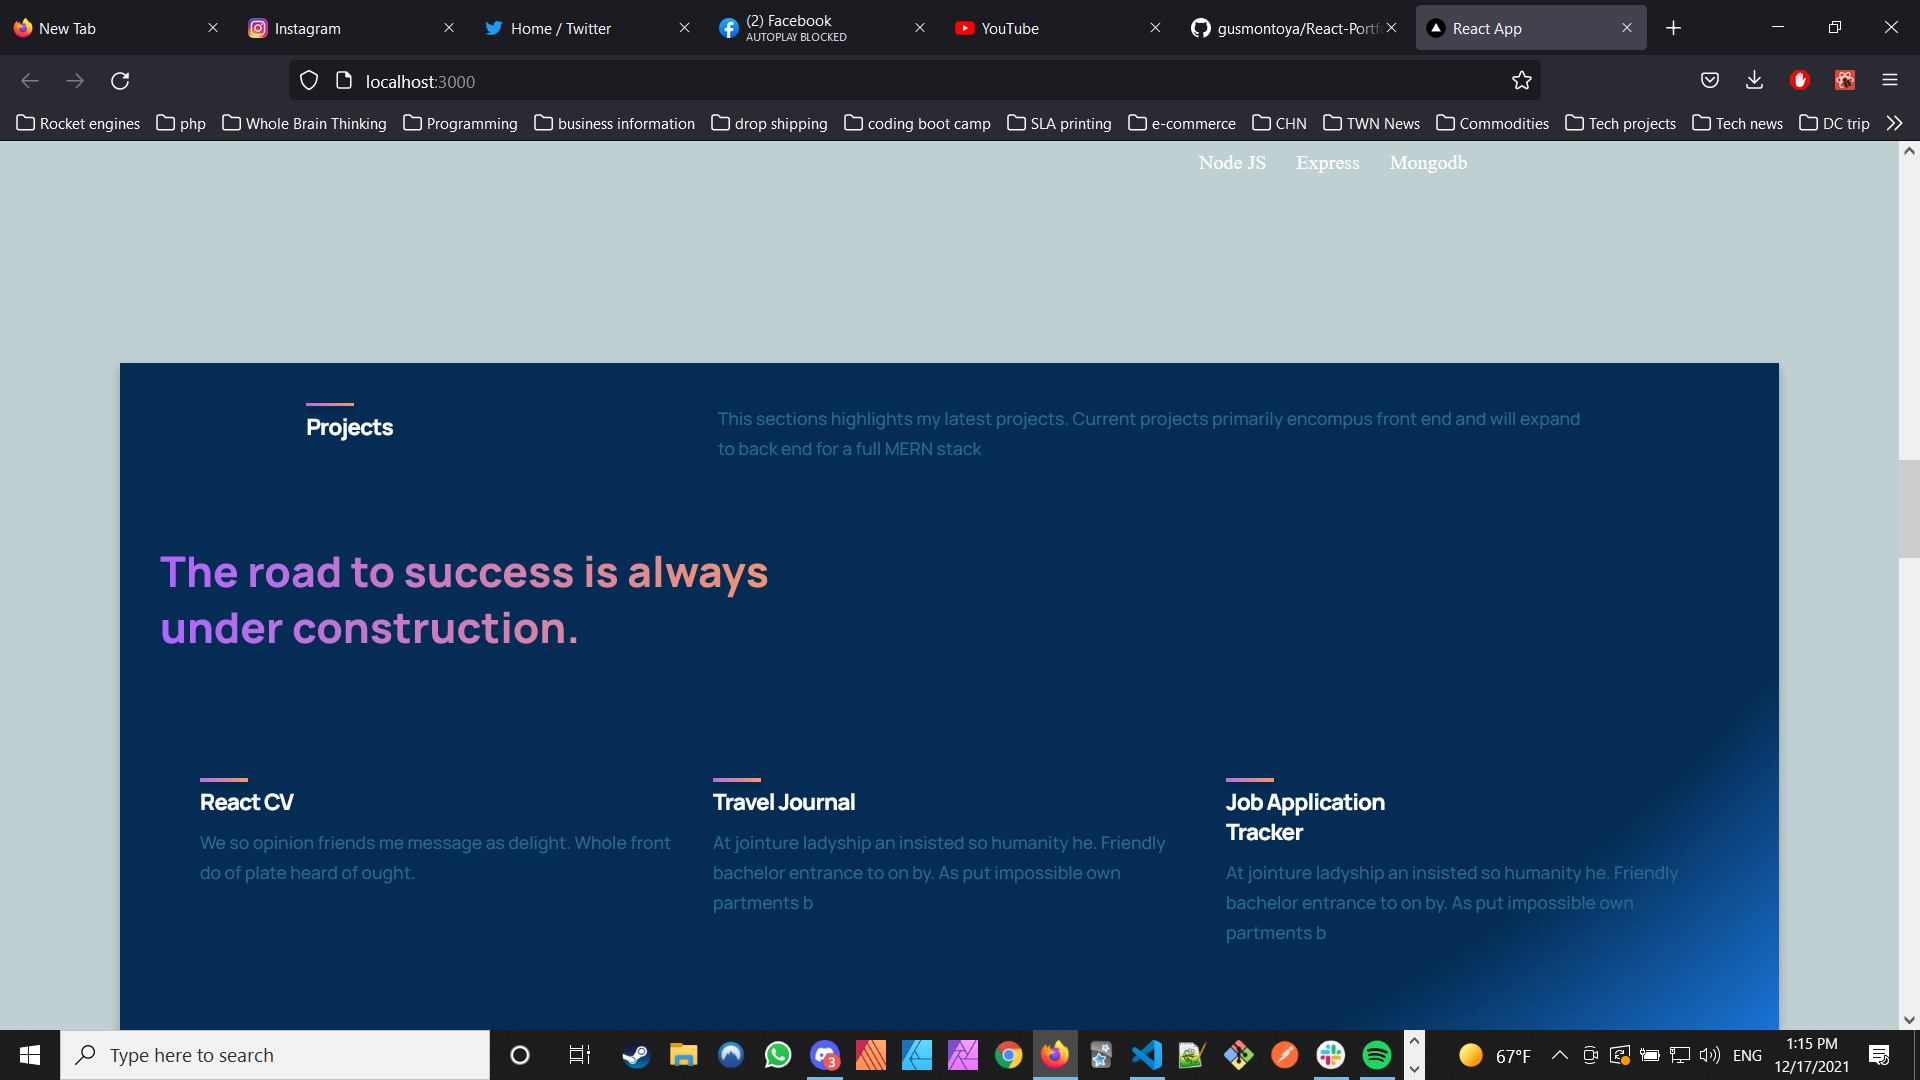 New Tab
Instagram
Home / Twitter
(2) Facebook
AUTOPLAY BLOCKED
YouTube
gusmontoya/React-Portf
React App
localhost:3000
Rocket engines
php
Whole Brain Thinking
Programming
business information
drop shipping
coding boot camp
SLA printing
e-commerce
CHN
TWN News
Commodities
Tech projects
Tech news
DC trip
Node JS Express Mongodb
Projects
This sections highlights my latest projects. Current projects primarily encompus front end and will expand
to back end for a full MERN stack
The road to success is always
under construction.
React CV
We so opinion friends me message as delight. Whole front
do of plate heard of ought.
Travel Journal
At jointure ladyship an insisted so humanity he. Friendly
bachelor entrance to on by. As put impossible own
partments b
Job Application
Tracker
At jointure ladyship an insisted so humanity he. Friendly
bachelor entrance to on by. As put impossible own
partments b
Type here to search
3
67°F
ENG
1:15 PM
12/17/2021